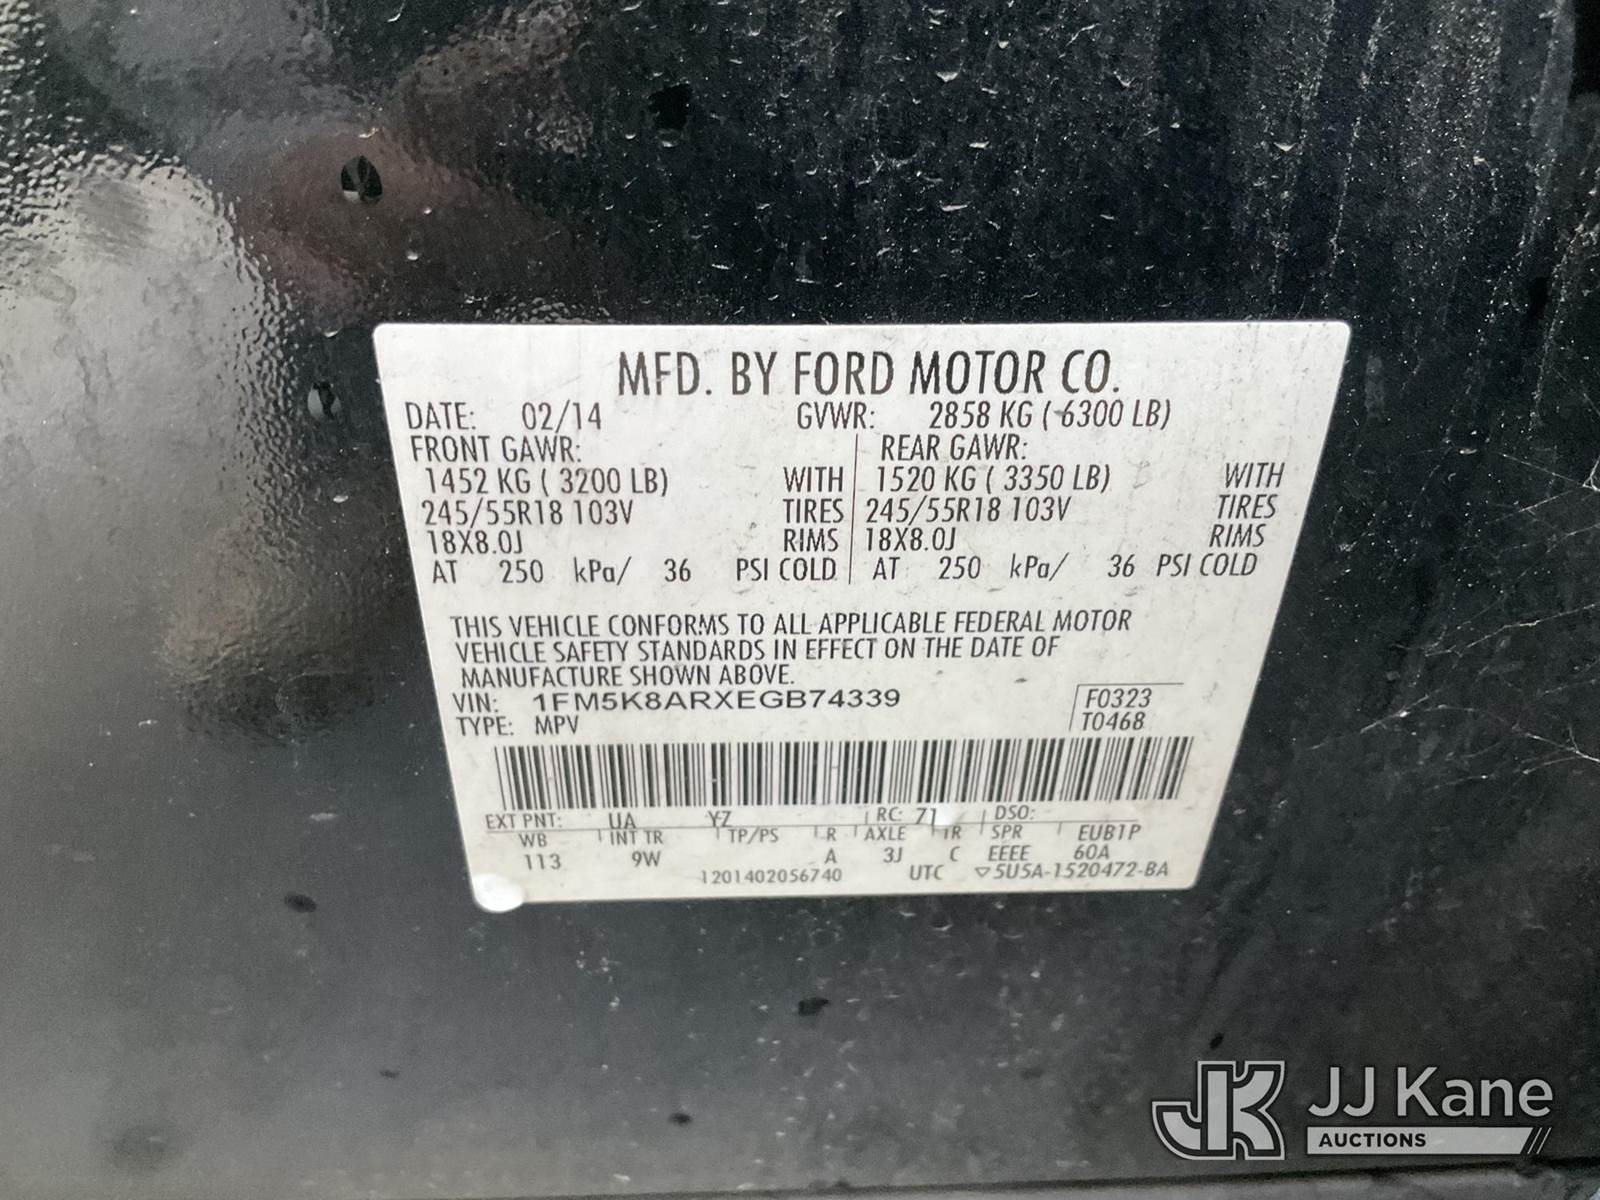 MFD. BY FORD MOTOR CO.
DATE: 02/14 GVWR: 2858 KG ( 6300 LB)
FRONT GAWR: REAR GAWR:
1452 KG ( 3200 LB) WITH 1520 KG ( 3350 LB) WITH
245/55R18 103V TIRES 245/55R18 103V TIRES
18X8.0J RIMS 18X8.0J RIMS
AT 250 kPa/ 36 PSI COLD AT 250 kPa/ 36 PSI COLD
THIS VEHICLE CONFORMS TO ALL APPLICABLE FEDERAL MOTOR
VEHICLE SAFETY STANDARDS IN EFFECT ON THE DATE OF
MANUFACTURE SHOWN ABOVE.
VIN: 1FM5K8ARXEGB74339 F0323
TYPE: MPV T0468
EXT PNT: UA YZ RC: 71 DSO:
WB INT TR TP/PS R AXLE TR SPR EUB1P
113 9W A 3J C EEEE 60A
1201402056740 UTC ▽5U5A-1520472-BA
JK JJ Kane
AUCTIONS